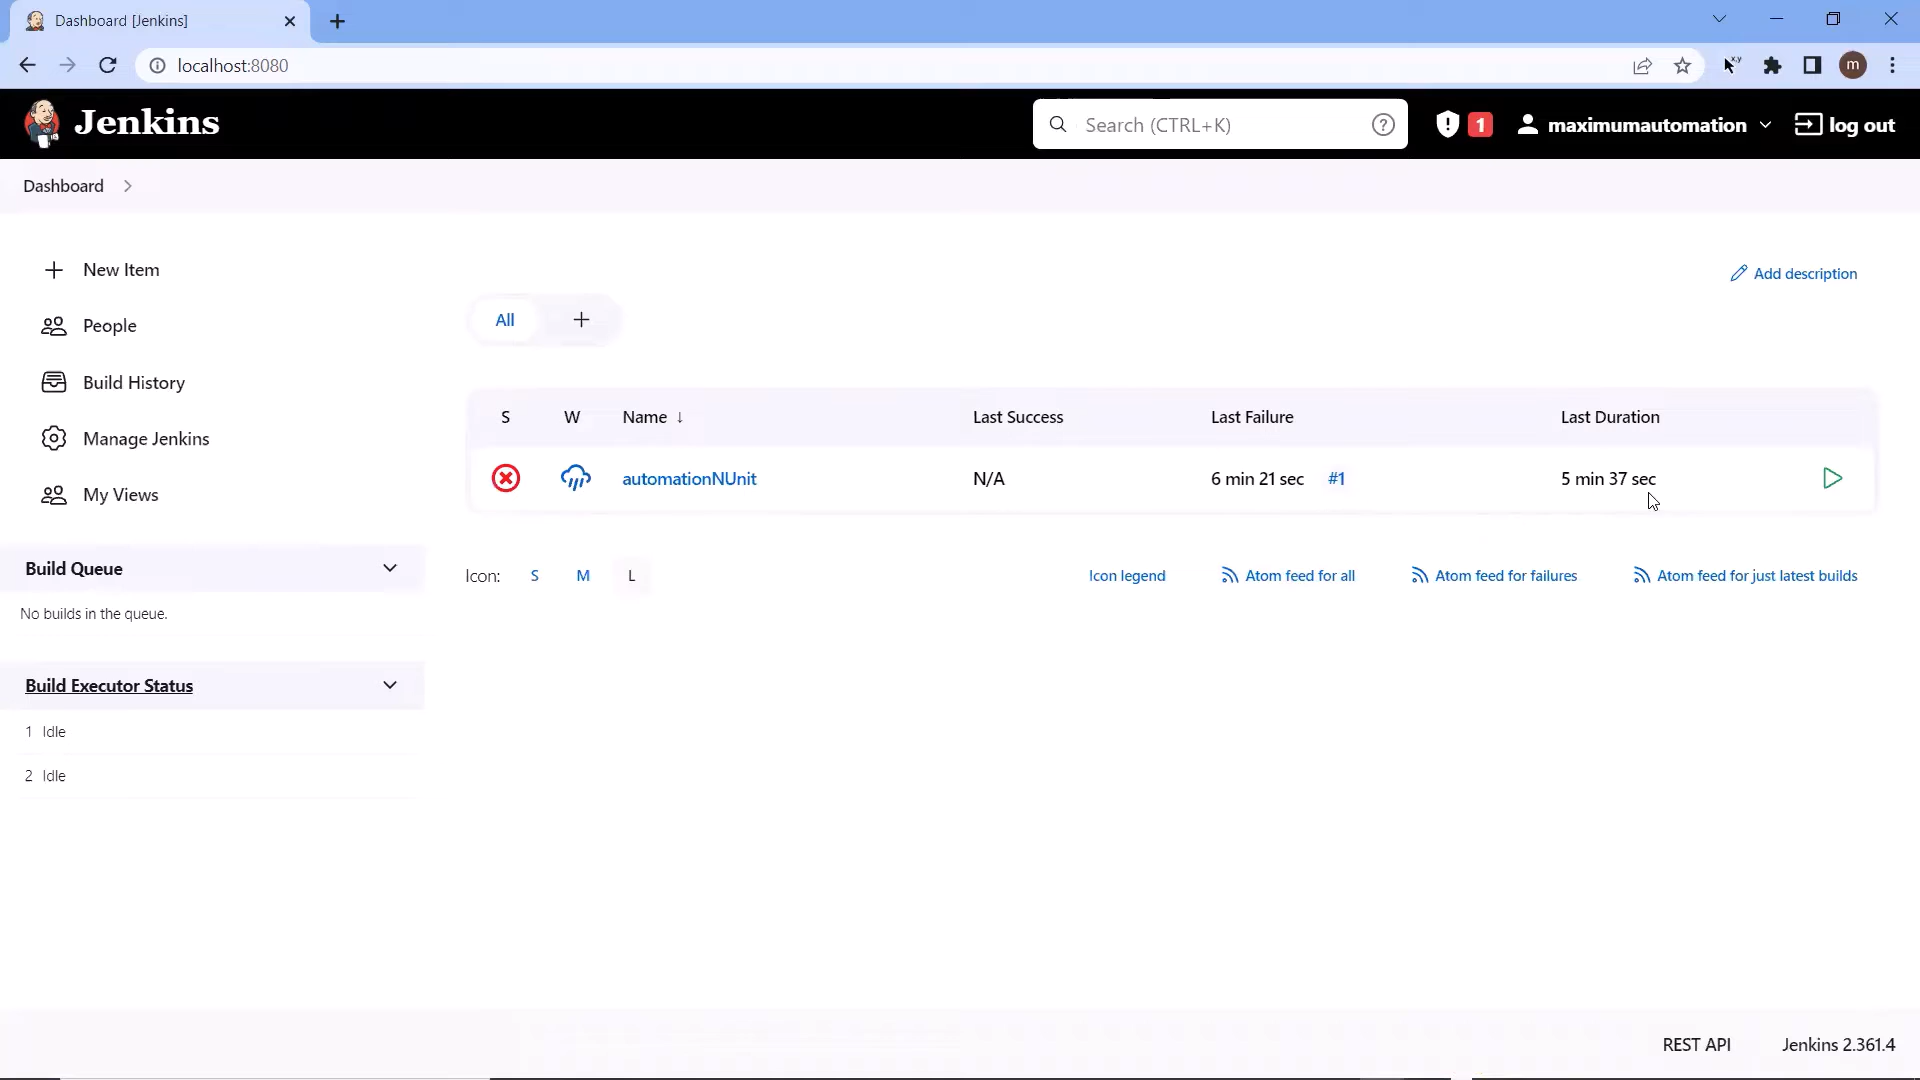 Dashboard [Jenkins]
localhost:8080
m
Jenkins
Search (CTRL+K)
1
maximumautomation
log out
Dashboard
New Item
People
Build History
Manage Jenkins
My Views
Build Queue
No builds in the queue.
Build Executor Status
1 Idle
2 Idle
Add description
All
S W Name ↓ Last Success Last Failure Last Duration
automationNUnit N/A 6 min 21 sec #1 5 min 37 sec
Icon: S M L
Icon legend Atom feed for all Atom feed for failures Atom feed for just latest builds
REST API Jenkins 2.361.4